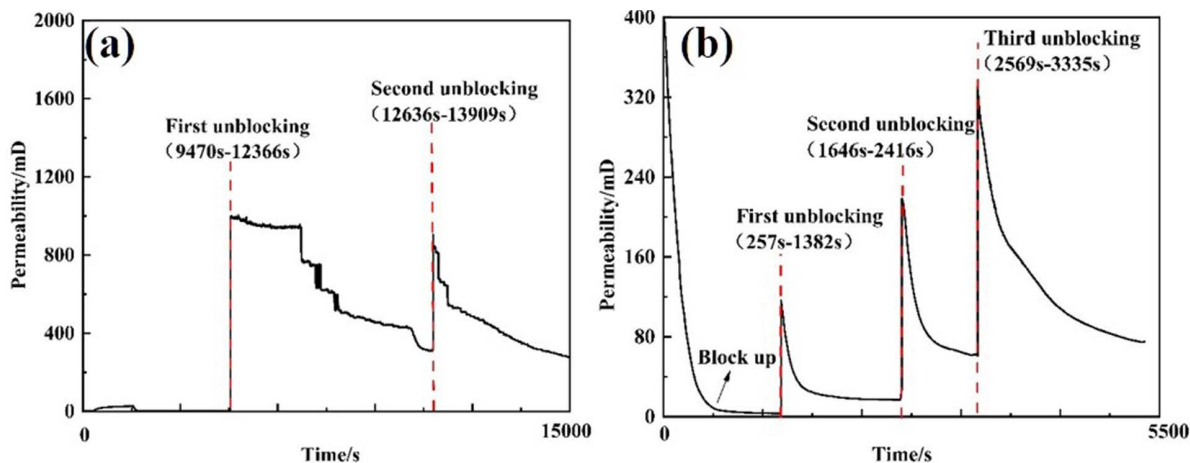 (a)
2000
1600
1200
800
400
0
Permeability/mD
First unblocking
（9470s-12366s）
Second unblocking
（12636s-13909s）
0
15000
Time/s
(b)
400
320
240
160
80
0
Permeability/mD
Block up
First unblocking
（257s-1382s）
Second unblocking
（1646s-2416s）
Third unblocking
（2569s-3335s）
0
5500
Time/s